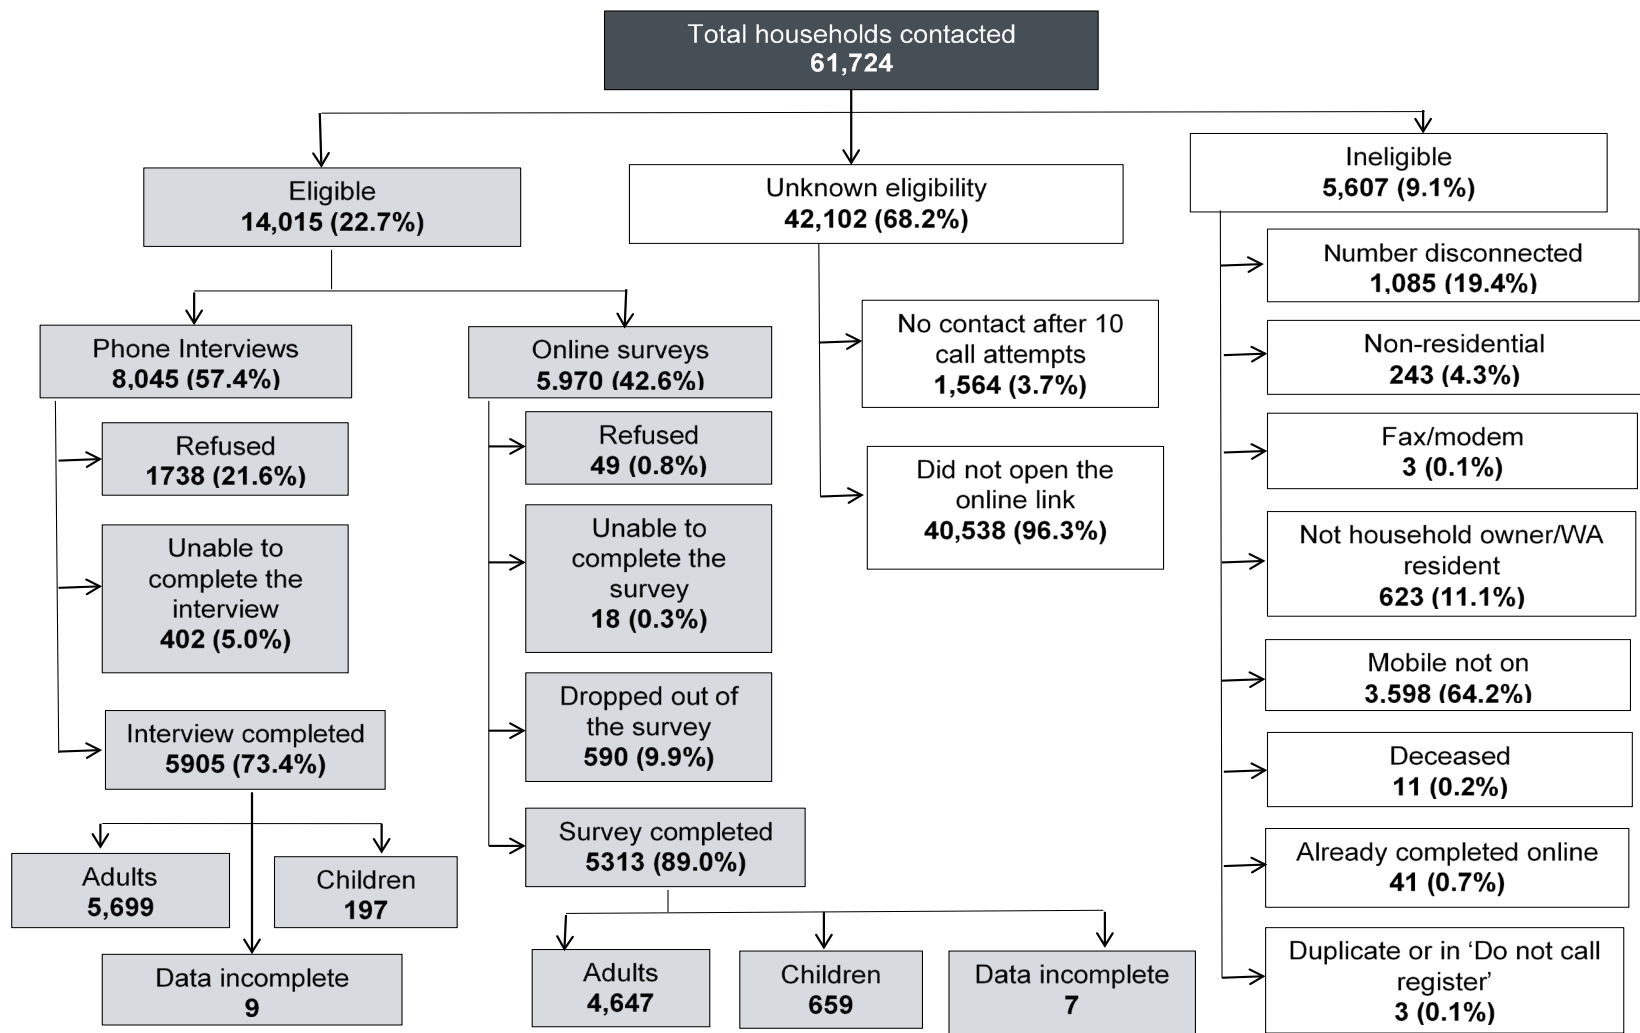 Total households contacted
61,724
Eligible
14,015 (22.7%)
Unknown eligibility
42,102 (68.2%)
Ineligible
5,607 (9.1%)
Phone Interviews
8,045 (57.4%)
Refused
1738 (21.6%)
Unable to
complete the
interview
402 (5.0%)
Interview completed
5905 (73.4%)
Adults
5,699
Children
197
Data incomplete
9
Online surveys
5.970 (42.6%)
Refused
49 (0.8%)
Unable to
complete the
survey
18 (0.3%)
Dropped out of
the survey
590 (9.9%)
Survey completed
5313 (89.0%)
Adults
4,647
Children
659
Data incomplete
7
No contact after 10
call attempts
1,564 (3.7%)
Did not open the
online link
40,538 (96.3%)
Number disconnected
1,085 (19.4%)
Non-residential
243 (4.3%)
Fax/modem
3 (0.1%)
Not household owner/WA
resident
623 (11.1%)
Mobile not on
3.598 (64.2%)
Deceased
11 (0.2%)
Already completed online
41 (0.7%)
Duplicate or in ‘Do not call
register’
3 (0.1%)